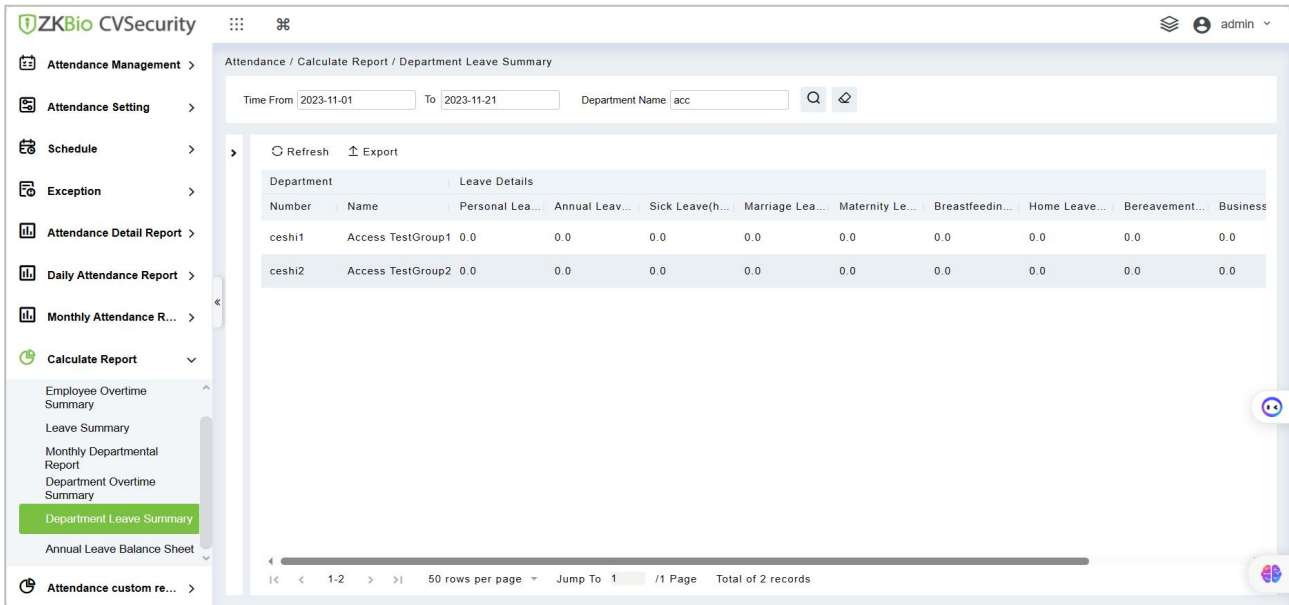 ZKBio CVSecurity
admin
Attendance Management
Attendance Setting
Schedule
Exception
Attendance Detail Report
Daily Attendance Report
Monthly Attendance R...
Calculate Report
Employee Overtime
Summary
Leave Summary
Monthly Departmental
Report
Department Overtime
Summary
Department Leave Summary
Annual Leave Balance Sheet
Attendance custom re...
Attendance / Calculate Report / Department Leave Summary
Time From 2023-11-01 To 2023-11-21 Department Name acc
Refresh Export
Department Leave Details
Number Name Personal Lea... Annual Leav... Sick Leave(h... Marriage Lea... Maternity Le... Breastfeedin... Home Leave... Bereavement... Business
ceshi1 Access TestGroup1 0.0 0.0 0.0 0.0 0.0 0.0 0.0 0.0 0.0
ceshi2 Access TestGroup2 0.0 0.0 0.0 0.0 0.0 0.0 0.0 0.0 0.0
1-2 50 rows per page Jump To 1 /1 Page Total of 2 records